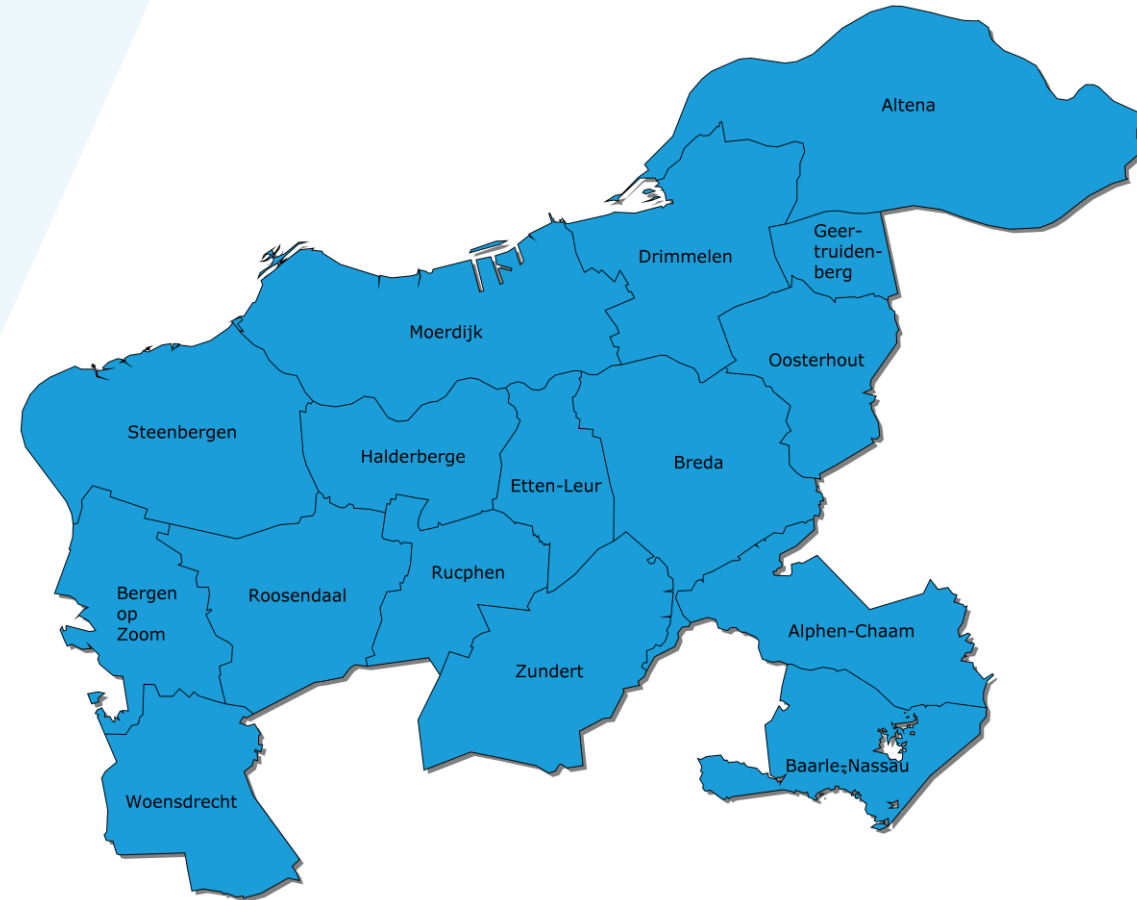 Altena
Geer-
truiden-
berg
Drimmelen
Moerdijk
Oosterhout
Steenbergen
Halderberge
Breda
Etten-Leur
Rucphen
Bergen
op
Zoom
Roosendaal
Alphen-Chaam
Zundert
Baarle-Nassau
Woensdrecht